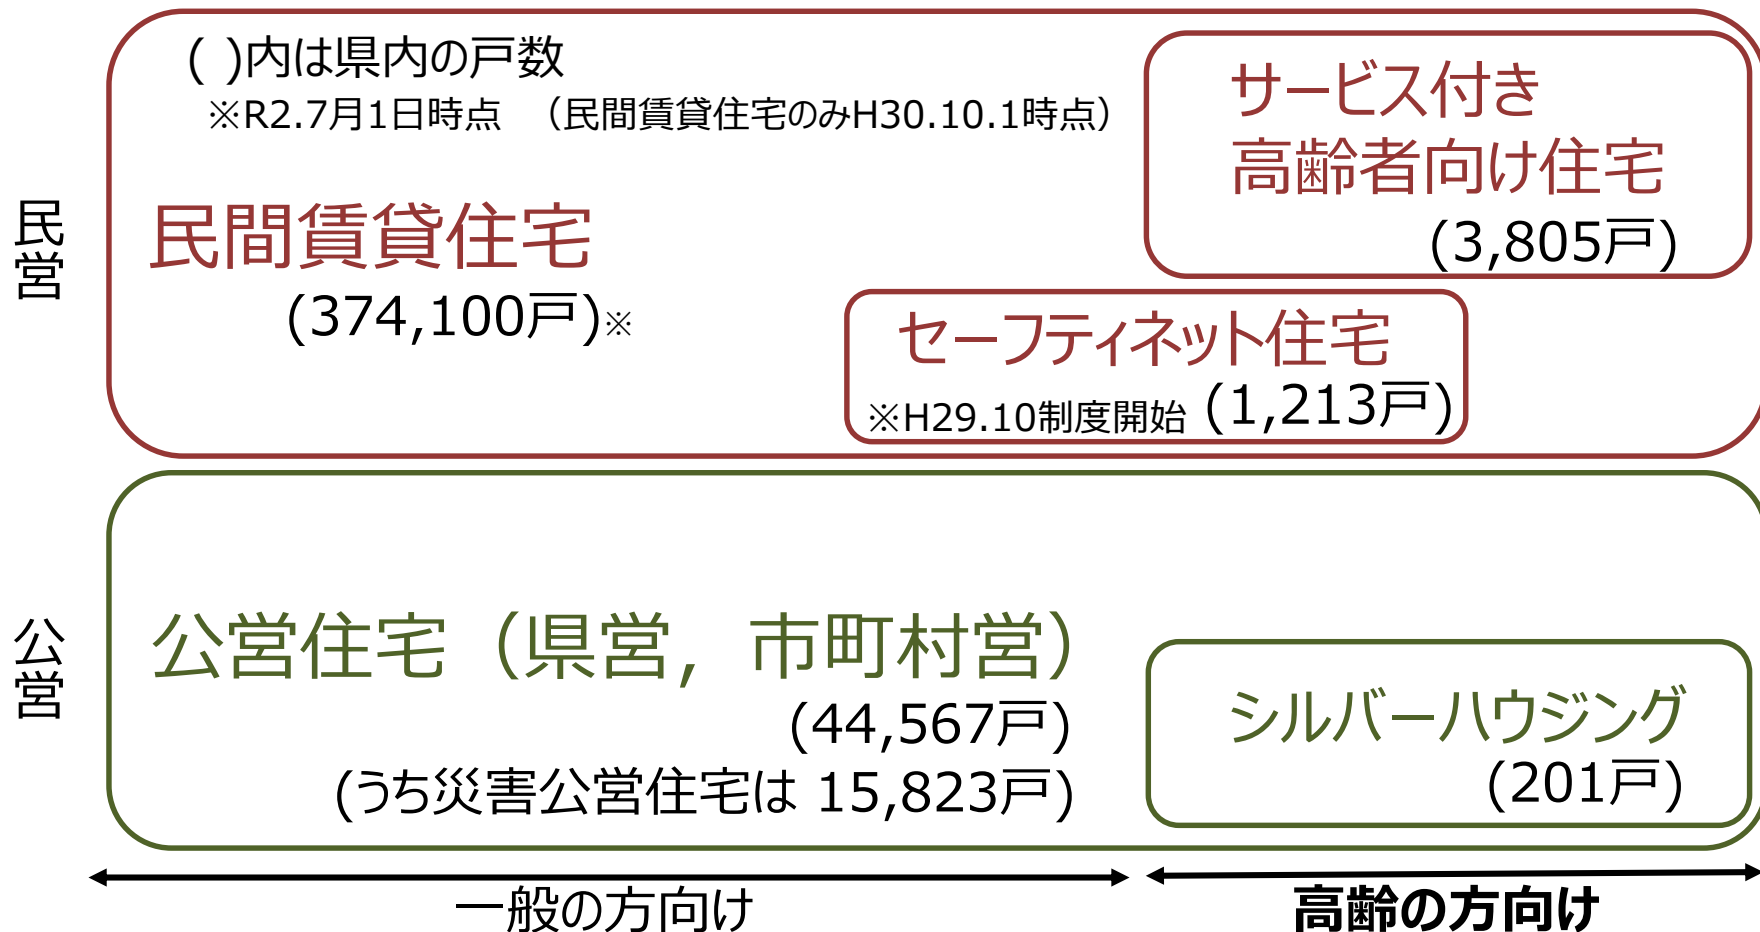 ( )内は県内の戸数
※R2.7月1日時点 （民間賃貸住宅のみH30.10.1時点）
民営
民間賃貸住宅
(374,100戸)※
サービス付き
高齢者向け住宅
(3,805戸)
セーフティネット住宅
※H29.10制度開始 (1,213戸)
公営
公営住宅（県営，市町村営）
(44,567戸)
(うち災害公営住宅は 15,823戸)
シルバーハウジング
(201戸)
一般の方向け
高齢の方向け